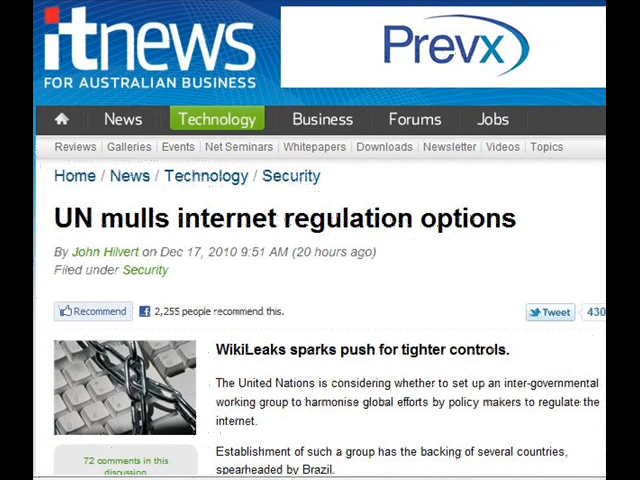 itnews
FOR AUSTRALIAN BUSINESS
Prevx
News Technology Business Forums Jobs
Reviews Galleries Events Net Seminars Whitepapers Downloads Newsletter Videos Topics
Home / News / Technology / Security
UN mulls internet regulation options
By John Hilvert on Dec 17, 2010 9:51 AM (20 hours ago)
Filed under Security
Recommend 2,255 people recommend this. Tweet 430
WikiLeaks sparks push for tighter controls.
The United Nations is considering whether to set up an inter-governmental
working group to harmonise global efforts by policy makers to regulate the
internet.
Establishment of such a group has the backing of several countries,
spearheaded by Brazil.
72 comments in this
discussion